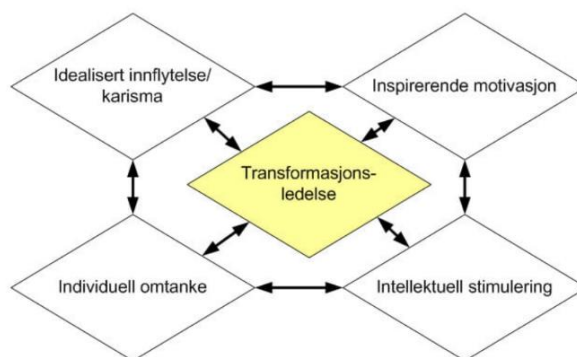 Idealisert innflytelse/
karisma
Inspirerende motivasjon
Transformasjons-
ledelse
Individuell omtanke
Intellektuell stimulering